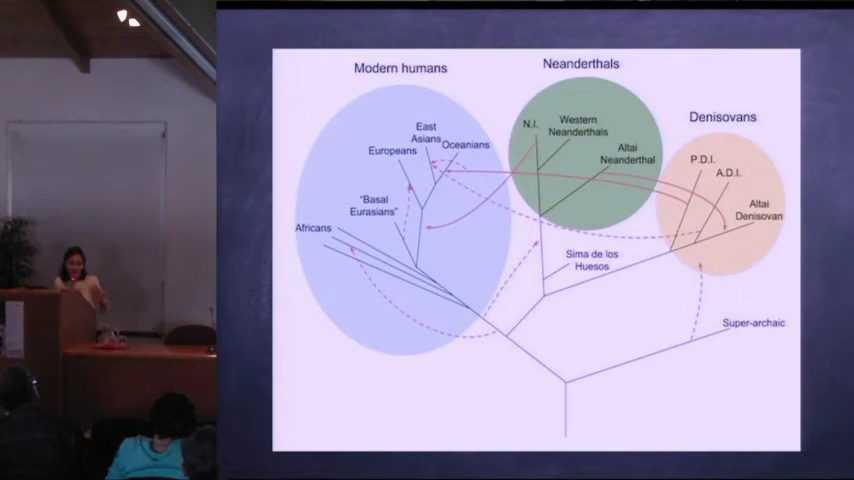 Modern humans
Neanderthals
Denisovans
East
Asians
Oceanians
Europeans
"Basal
Eurasians"
Africans
N.I.
Western
Neanderthals
Altai
Neanderthal
P.D.I.
A.D.I.
Altai
Denisovan
Sima de los
Huesos
Super-archaic